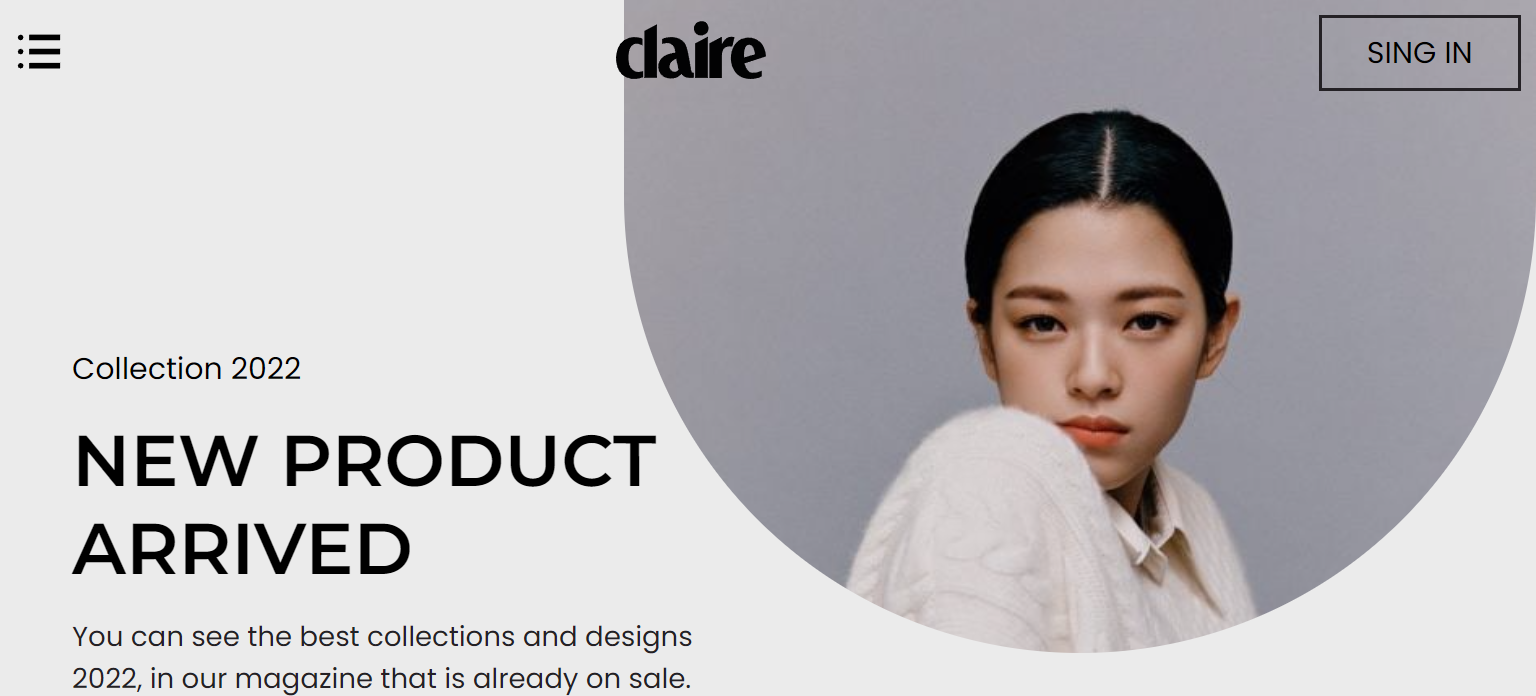 claire
SING IN
Collection 2022
NEW PRODUCT
ARRIVED
You can see the best collections and designs
2022, in our magazine that is already on sale.